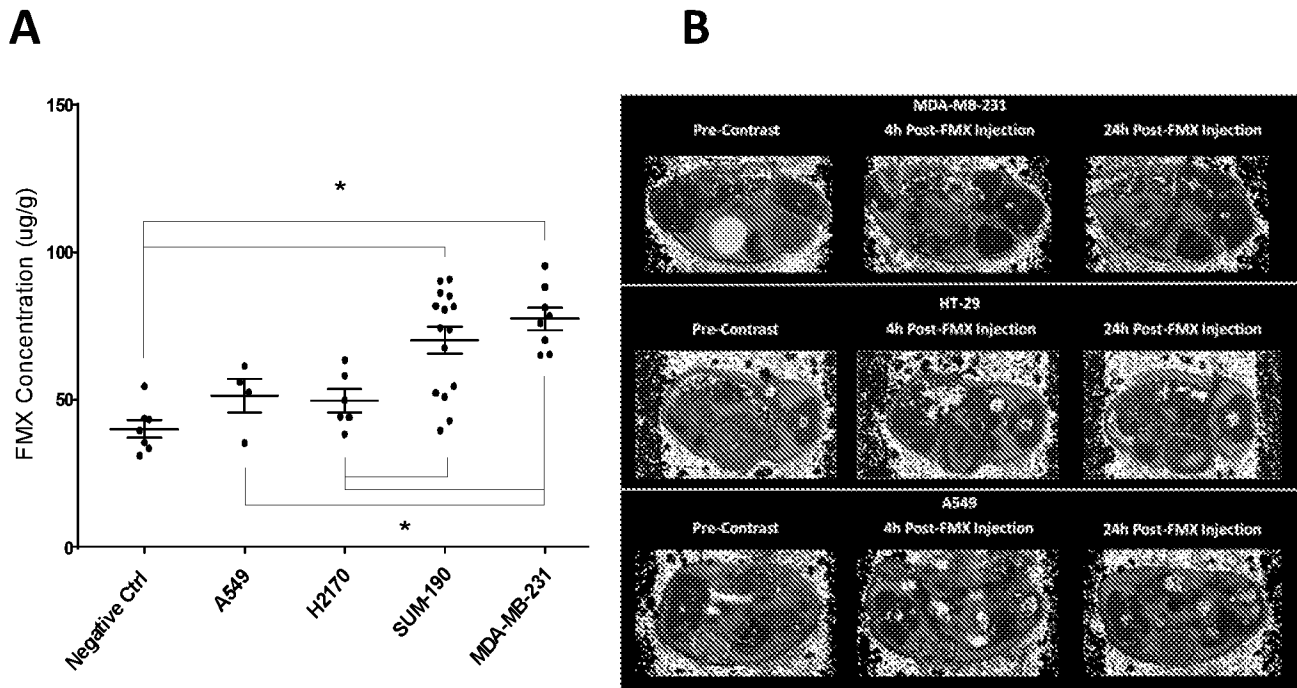 A
B
150
100
50
0
FMX Concentration (ug/g)
*
*
Negative Ctrl
A549
H2170
SUM-190
MDA-MB-231
MDA-MB-231
Pre-Contrast
4h Post-FMX Injection
24h Post-FMX Injection
HT-29
Pre-Contrast
4h Post-FMX Injection
24h Post-FMX Injection
A549
Pre-Contrast
4h Post-FMX Injection
24h Post-FMX Injection